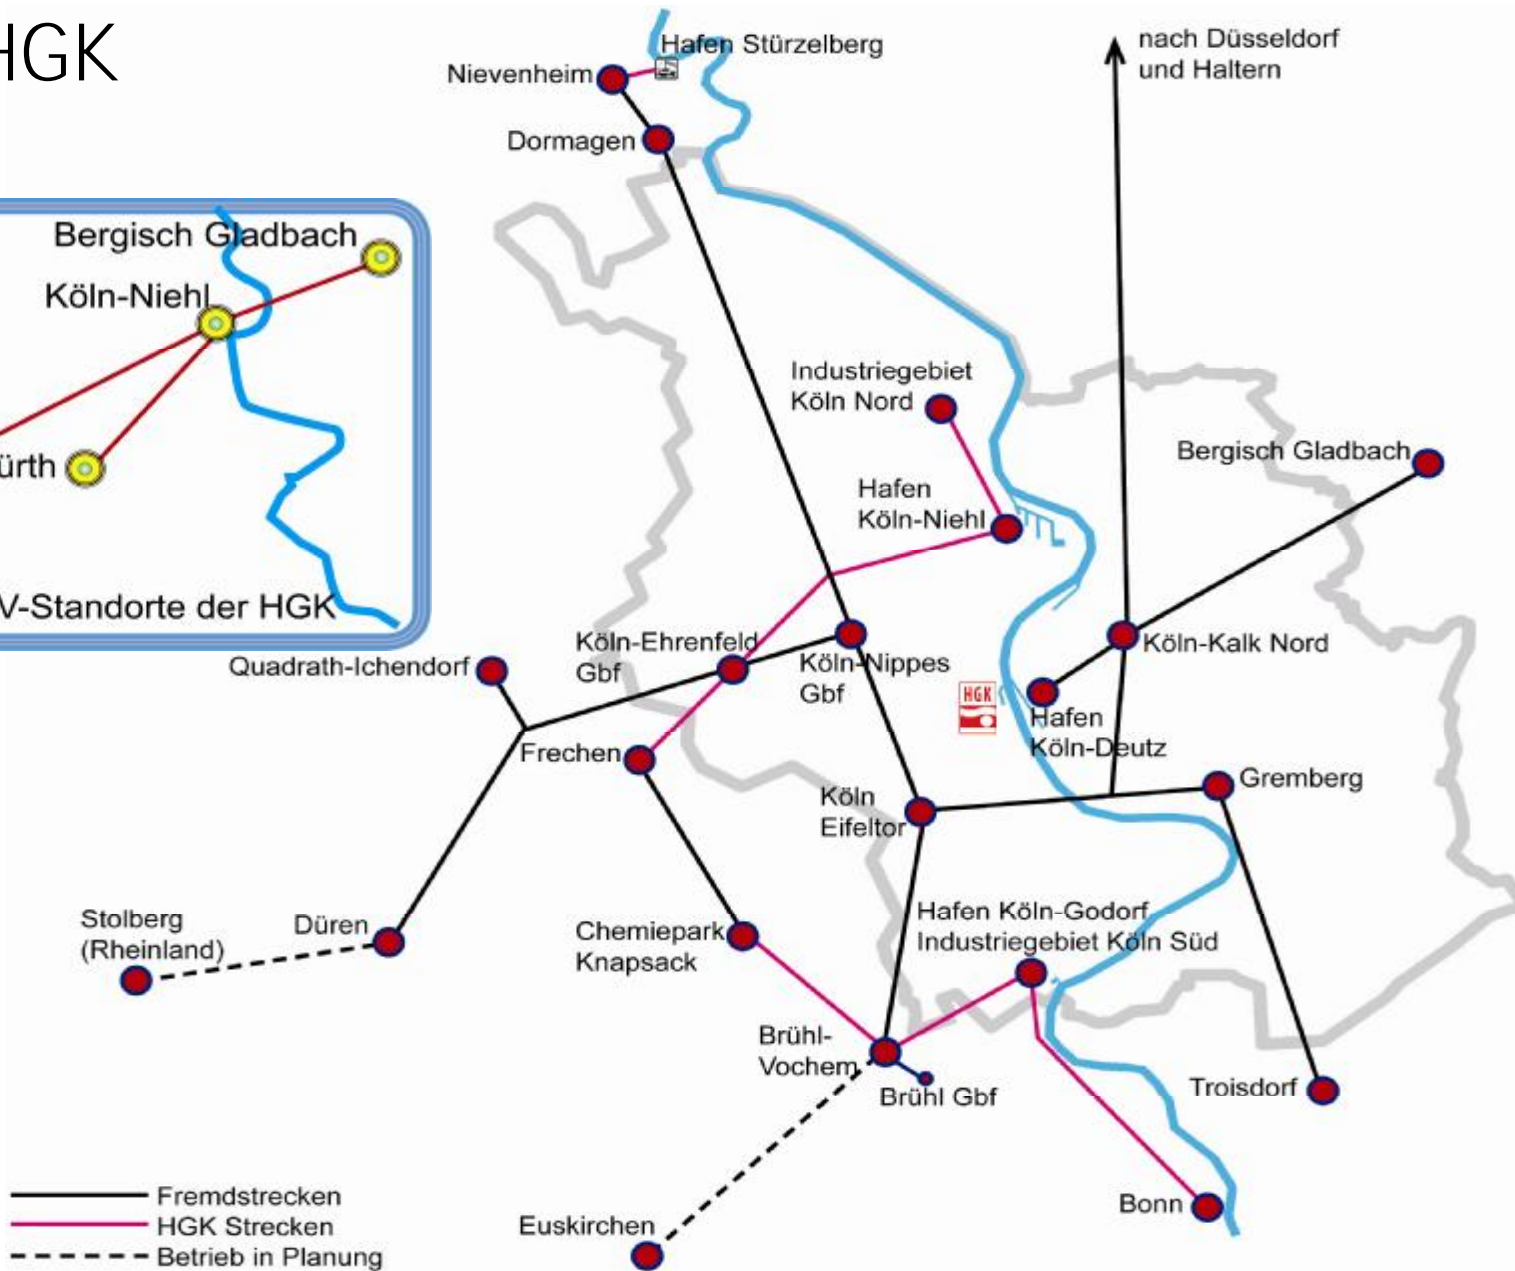 HGK
Hafen Stürzelberg
Nievenheim
Dormagen
nach Düsseldorf
und Haltern
Bergisch Gladbach
Köln-Niehl
ürth
V-Standorte der HGK
Industriegebiet
Köln Nord
Hafen
Köln-Niehl
Bergisch Gladbach
Köln-Ehrenfeld
Gbf
Köln-Nippes
Gbf
Köln-Kalk Nord
Quadrath-Ichendorf
HGK
Hafen
Köln-Deutz
Frechen
Köln
Eifeltor
Gremberg
Stolberg
(Rheinland)
Düren
Chemiepark
Knapsack
Hafen Köln-Godorf
Industriegebiet Köln Süd
Brühl-
Vochem
Brühl Gbf
Troisdorf
Bonn
Euskirchen
Fremdstrecken
HGK Strecken
Betrieb in Planung